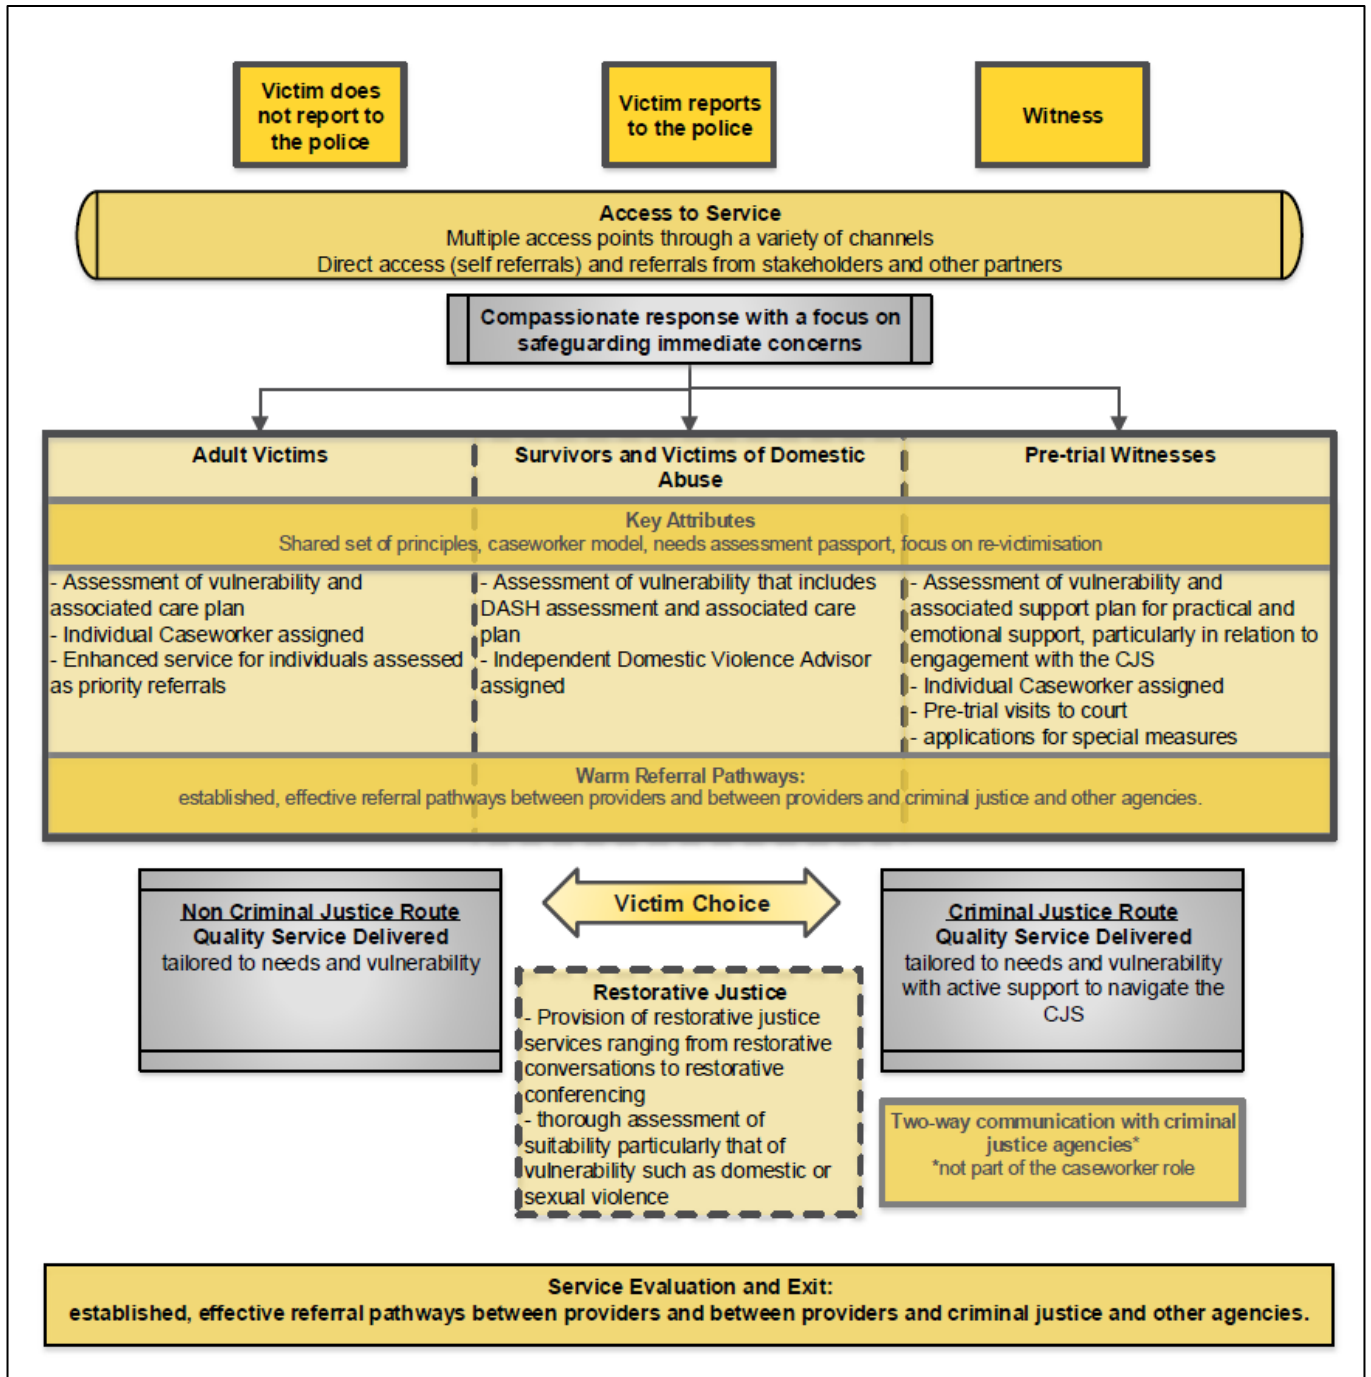 Victim does
not report to
the police
Victim reports
to the police
Witness
Access to Service
Multiple access points through a variety of channels
Direct access (self referrals) and referrals from stakeholders and other partners
Compassionate response with a focus on
safeguarding immediate concerns
Adult Victims
Survivors and Victims of Domestic
Abuse
Pre-trial Witnesses
Key Attributes
Shared set of principles, caseworker model, needs assessment passport, focus on re-victimisation
- Assessment of vulnerability and
associated care plan
- Individual Caseworker assigned
- Enhanced service for individuals assessed
as priority referrals
- Assessment of vulnerability that includes
DASH assessment and associated care
plan
- Independent Domestic Violence Advisor
assigned
- Assessment of vulnerability and
associated support plan for practical and
emotional support, particularly in relation to
engagement with the CJS
- Individual Caseworker assigned
- Pre-trial visits to court
- applications for special measures
Warm Referral Pathways:
established, effective referral pathways between providers and between providers and criminal justice and other agencies.
Non Criminal Justice Route
Quality Service Delivered
tailored to needs and vulnerability
Victim Choice
Restorative Justice
- Provision of restorative justice
services ranging from restorative
conversations to restorative
conferencing
- thorough assessment of
suitability particularly that of
vulnerability such as domestic or
sexual violence
Criminal Justice Route
Quality Service Delivered
tailored to needs and vulnerability
with active support to navigate the
CJS
Two-way communication with criminal
justice agencies*
*not part of the caseworker role
Service Evaluation and Exit:
established, effective referral pathways between providers and between providers and criminal justice and other agencies.